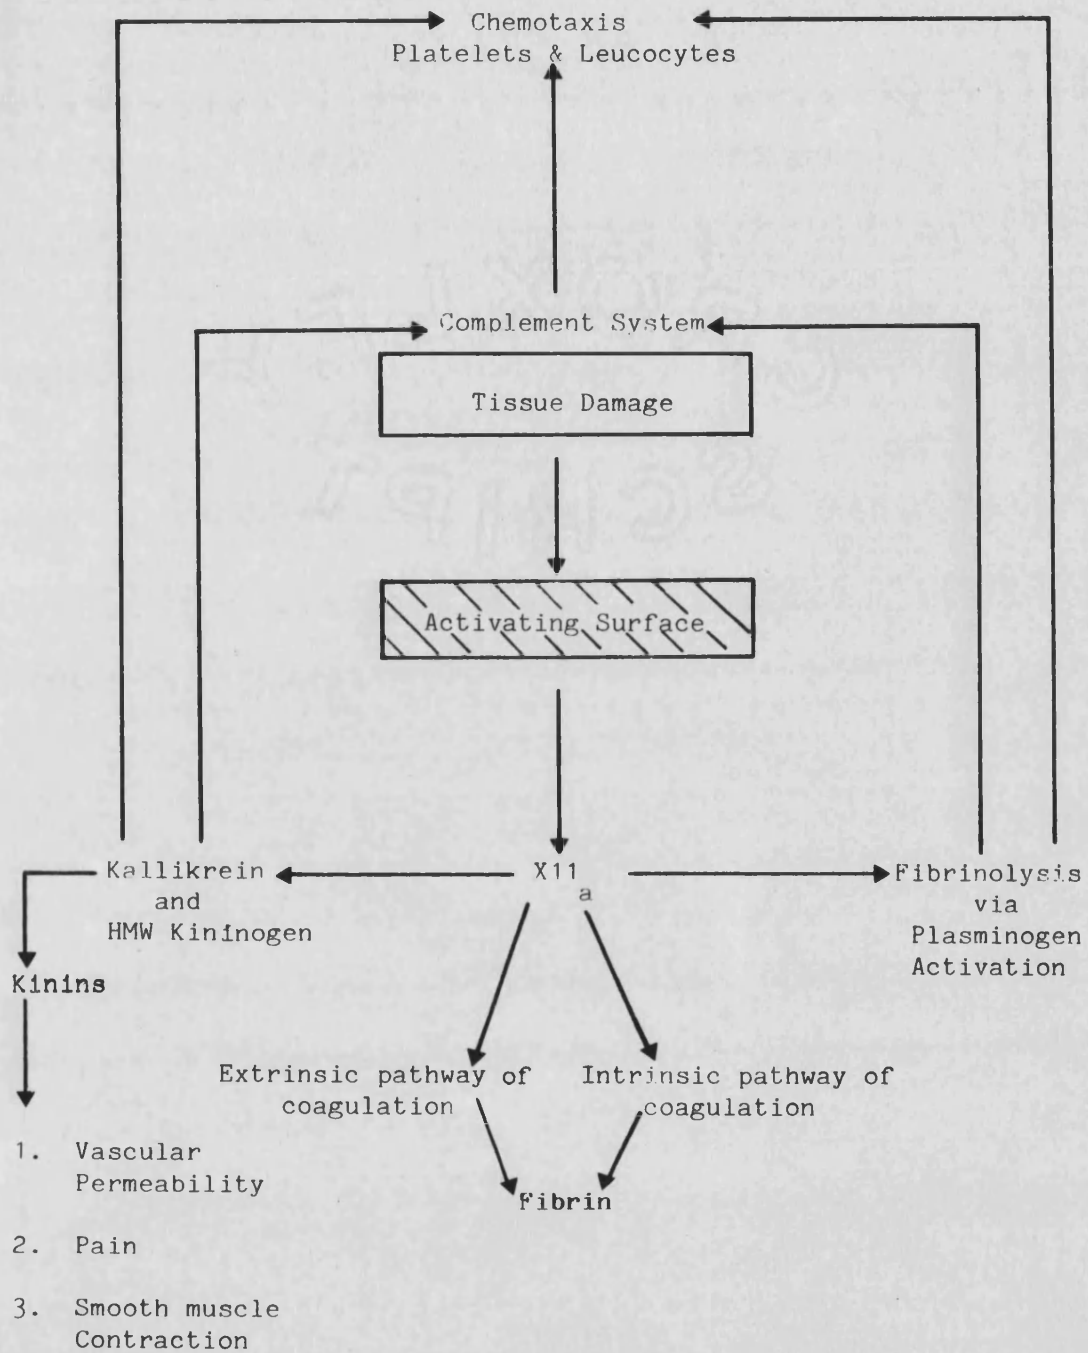 Chemotaxis
Platelets & Leucocytes
Complement System
Tissue Damage
Activating Surface
Kallikrein
and
HMW Kininogen
X11
a
Fibrinolysis
via
Plasminogen
Activation
Kinins
Extrinsic pathway of
coagulation
Intrinsic pathway of
coagulation
Fibrin
1. Vascular
Permeability
2. Pain
3. Smooth muscle
Contraction